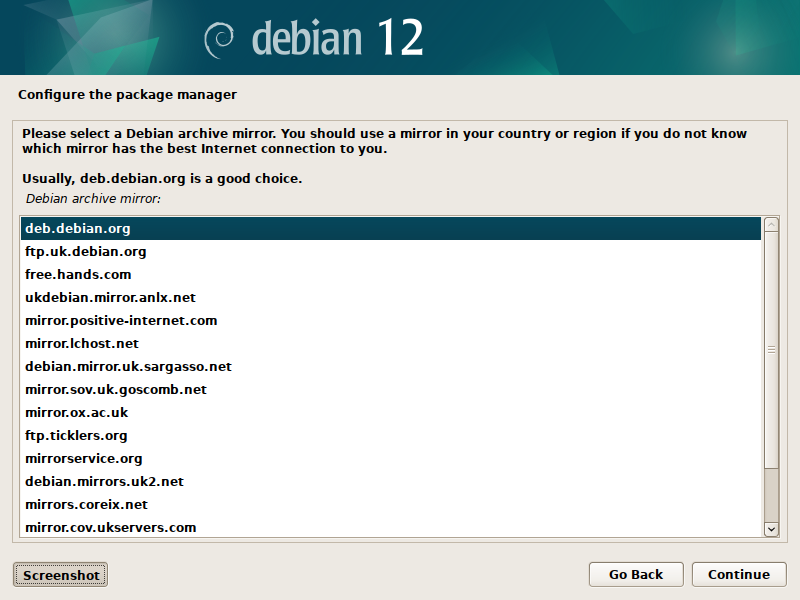 debian 12
Configure the package manager
Please select a Debian archive mirror. You should use a mirror in your country or region if you do not know
which mirror has the best Internet connection to you.
Usually, deb.debian.org is a good choice.
Debian archive mirror:
deb.debian.org
ftp.uk.debian.org
free.hands.com
ukdebian.mirror.anlx.net
mirror.positive-internet.com
mirror.lchost.net
debian.mirror.uk.sargasso.net
mirror.sov.uk.goscomb.net
mirror.ox.ac.uk
ftp.ticklers.org
mirrorservice.org
debian.mirrors.uk2.net
mirrors.coreix.net
mirror.cov.ukservers.com
Screenshot
Go Back
Continue